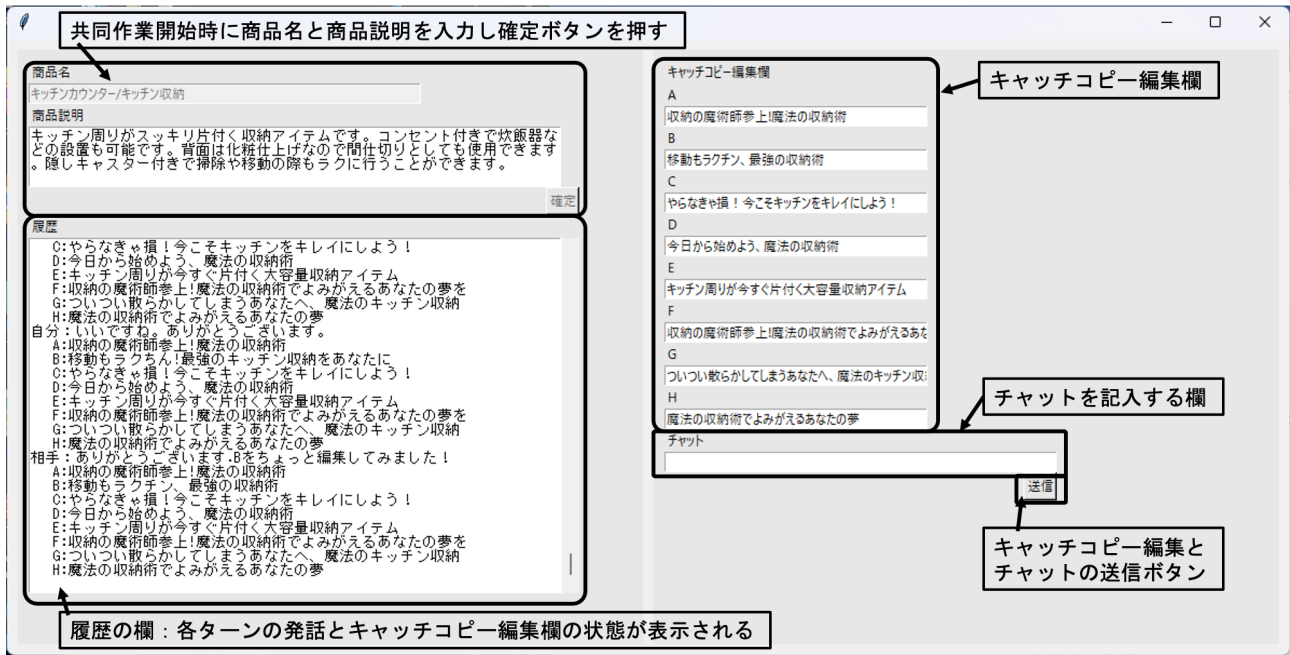 共同作業開始時に商品名と商品説明を入力し確定ボタンを押す
商品名
キッチンカウンター/キッチン収納
商品説明
キッチン周りがスッキリ片付く収納アイテムです。コンセント付きで炊飯器な
どの設置も可能です。背面は化粧仕上げなので間仕切りとしても使用できます
。隠しキャスター付きで掃除や移動の際もラクに行うことができます。
確定
履歴
C:やらなきゃ損！今こそキッチンをキレイにしよう！
D:今日から始めよう、魔法の収納術
E:キッチン周りが今すぐ片付く大容量収納アイテム
F:収納の魔術師参上!魔法の収納術でよみがえるあなたの夢を
G:ついつい散らかしてしまうあなたへ、魔法のキッチン収納
H:魔法の収納術でよみがえるあなたの夢
自分：いいですね。ありがとうございます。
A:収納の魔術師参上!魔法の収納術
B:移動もラクちん!最強のキッチン収納をあなたに
C:やらなきゃ損！今こそキッチンをキレイにしよう！
D:今日から始めよう、魔法の収納術
E:キッチン周りが今すぐ片付く大容量収納アイテム
F:収納の魔術師参上!魔法の収納術でよみがえるあなたの夢を
G:ついつい散らかしてしまうあなたへ、魔法のキッチン収納
H:魔法の収納術でよみがえるあなたの夢
相手：ありがとうございます.Bをちょっと編集してみました！
A:収納の魔術師参上!魔法の収納術
B:移動もラクチン、最強の収納術
C:やらなきゃ損！今こそキッチンをキレイにしよう！
D:今日から始めよう、魔法の収納術
E:キッチン周りが今すぐ片付く大容量収納アイテム
F:収納の魔術師参上!魔法の収納術でよみがえるあなたの夢を
G:ついつい散らかしてしまうあなたへ、魔法のキッチン収納
H:魔法の収納術でよみがえるあなたの夢
履歴の欄：各ターンの発話とキャッチコピー編集欄の状態が表示される
キャッチコピー編集欄
A
収納の魔術師参上!魔法の収納術
B
移動もラクチン、最強の収納術
C
やらなきゃ損！今こそキッチンをキレイにしよう！
D
今日から始めよう、魔法の収納術
E
キッチン周りが今すぐ片付く大容量収納アイテム
F
収納の魔術師参上!魔法の収納術でよみがえるあな
G
ついつい散らかしてしまうあなたへ、魔法のキッチン収
H
魔法の収納術でよみがえるあなたの夢
チャット
送信
キャッチコピー編集欄
チャットを記入する欄
キャッチコピー編集と
チャットの送信ボタン